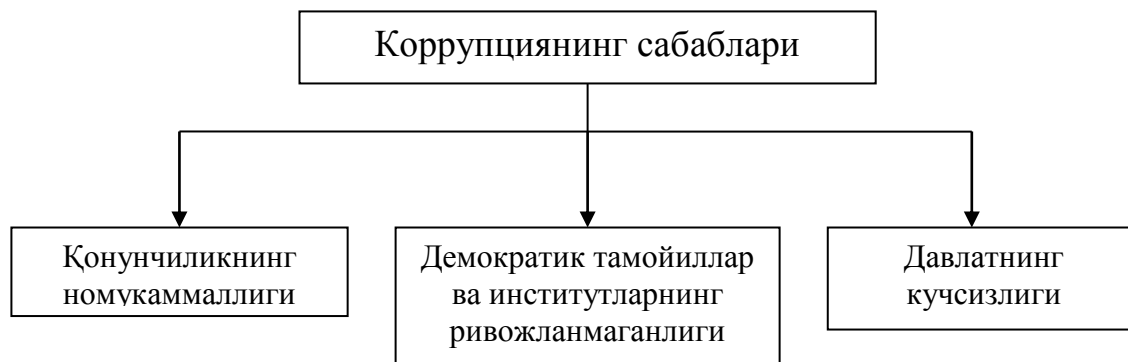 Коррупциянинг сабаблари
Қонунчиликнинг
номукаммаллиги
Демократик тамойиллар
ва институтларнинг
ривожланмаганлиги
Давлатнинг
кучсизлиги